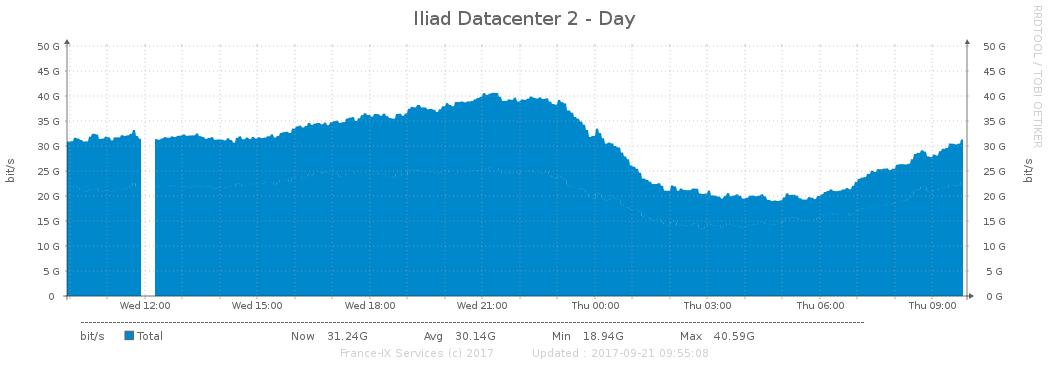 Iliad Datacenter 2 - Day
RRDTOOL / TOBI OETIKER
50 G 50 G
45 G 45 G
40 G 40 G
35 G 35 G
30 G 30 G
25 G 25 G
20 G 20 G
15 G 15 G
10 G 10 G
5 G 5 G
0 0 G
bit/s bit/s
Wed 12:00 Wed 15:00 Wed 18:00 Wed 21:00 Thu 00:00 Thu 03:00 Thu 06:00 Thu 09:00
bit/s Total Now 31.24G Avg 30.14G Min 18.94G Max 40.59G
France-IX Services (c) 2017 Updated : 2017-09-21 09:55:08